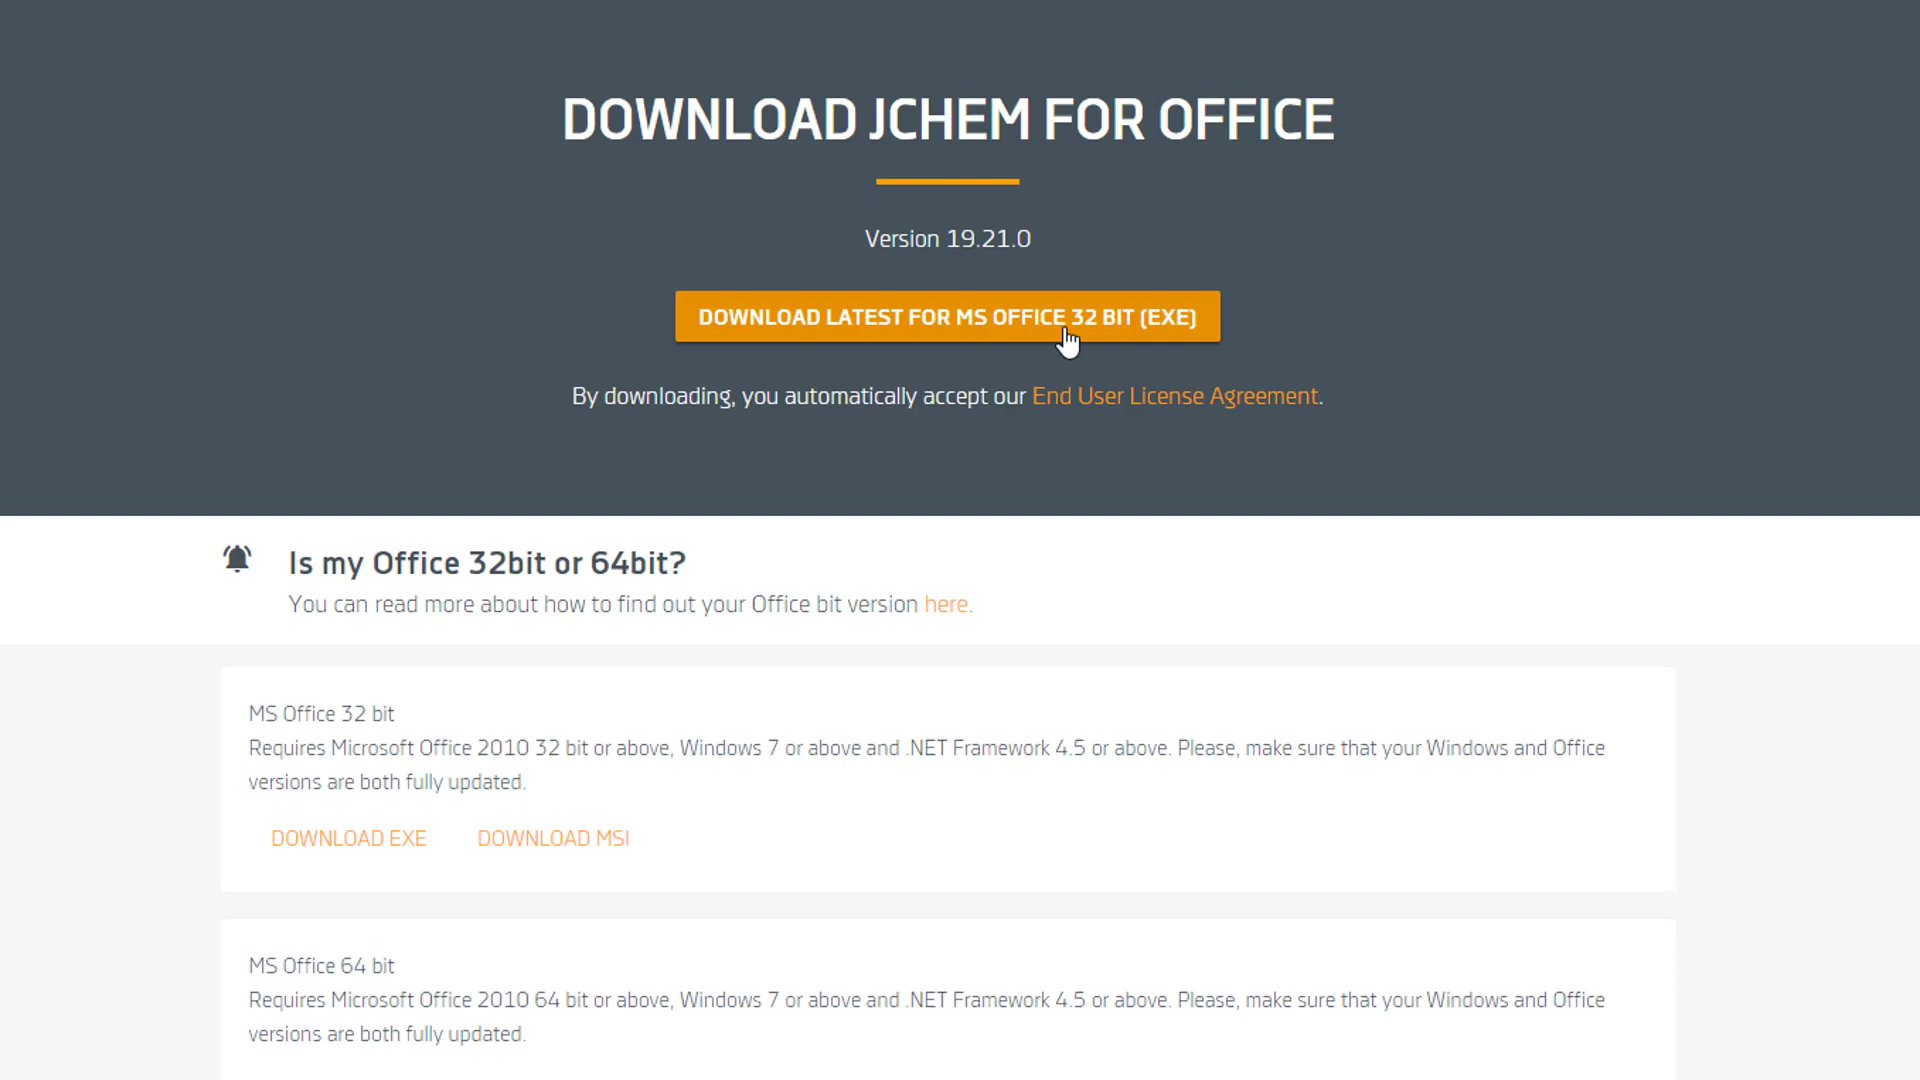 DOWNLOAD JCHEM FOR OFFICE
Version 19.21.0
DOWNLOAD LATEST FOR MS OFFICE 32 BIT (EXE)
By downloading, you automatically accept our End User License Agreement.
Is my Office 32bit or 64bit?
You can read more about how to find out your Office bit version here.
MS Office 32 bit
Requires Microsoft Office 2010 32 bit or above, Windows 7 or above and .NET Framework 4.5 or above. Please, make sure that your Windows and Office
versions are both fully updated.
DOWNLOAD EXE DOWNLOAD MSI
MS Office 64 bit
Requires Microsoft Office 2010 64 bit or above, Windows 7 or above and .NET Framework 4.5 or above. Please, make sure that your Windows and Office
versions are both fully updated.